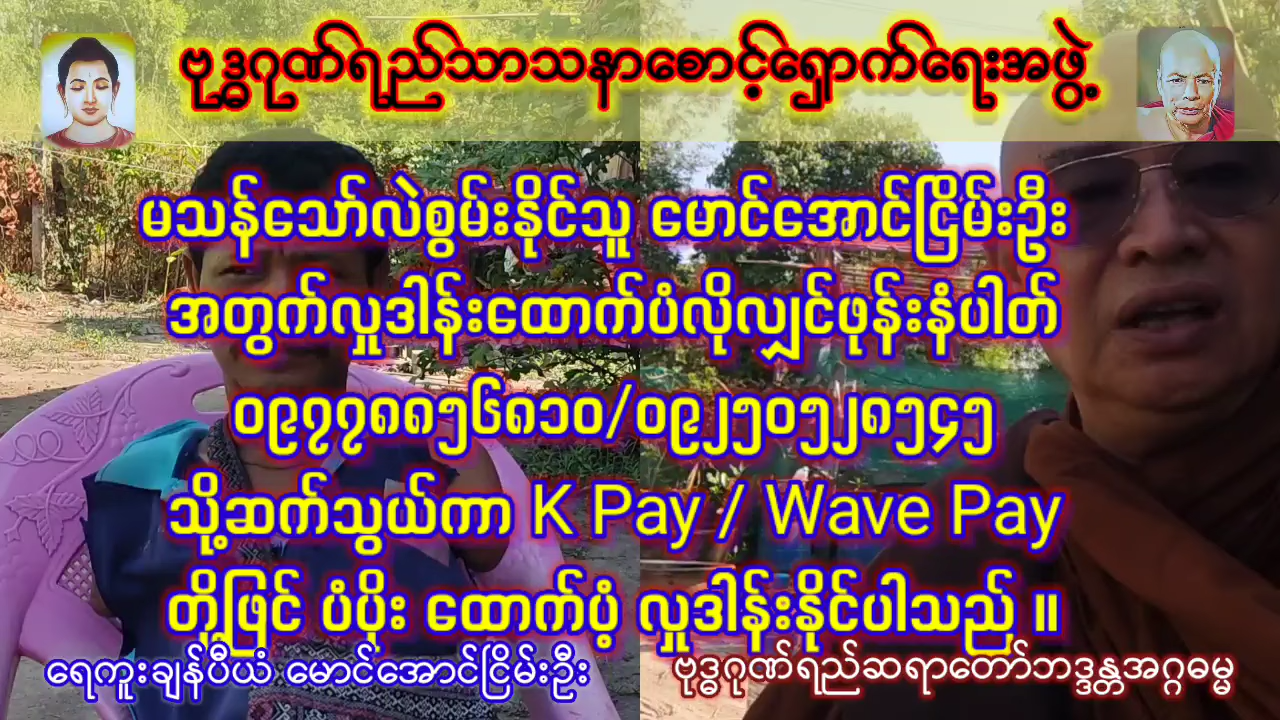 ဗုဒ္ဓဂုဏ်ရည်သာသနာစောင့်ရှောက်ရေးအဖွဲ့
မသန်သော်လဲစွမ်းနိုင်သူ မောင်အောင်ငြိမ်းဦး
အတွက်လှူဒါန်းထောက်ပံလိုလျှင်ဖုန်းနံပါတ်
၀၉၇၇၈၈၅၆၈၁၀/၀၉၂၅၀၅၂၈၅၄၅
သို့ဆက်သွယ်ကာ K Pay / Wave Pay
တို့ဖြင့် ပံပိုး ထောက်ပံ့ လှူဒါန်းနိုင်ပါသည် ။
ရေကူးချန်ပီယံ မောင်အောင်ငြိမ်းဦး
ဗုဒ္ဓဂုဏ်ရည်ဆရာတော်ဘဒ္ဒန္တအဂ္ဂဓမ္မ